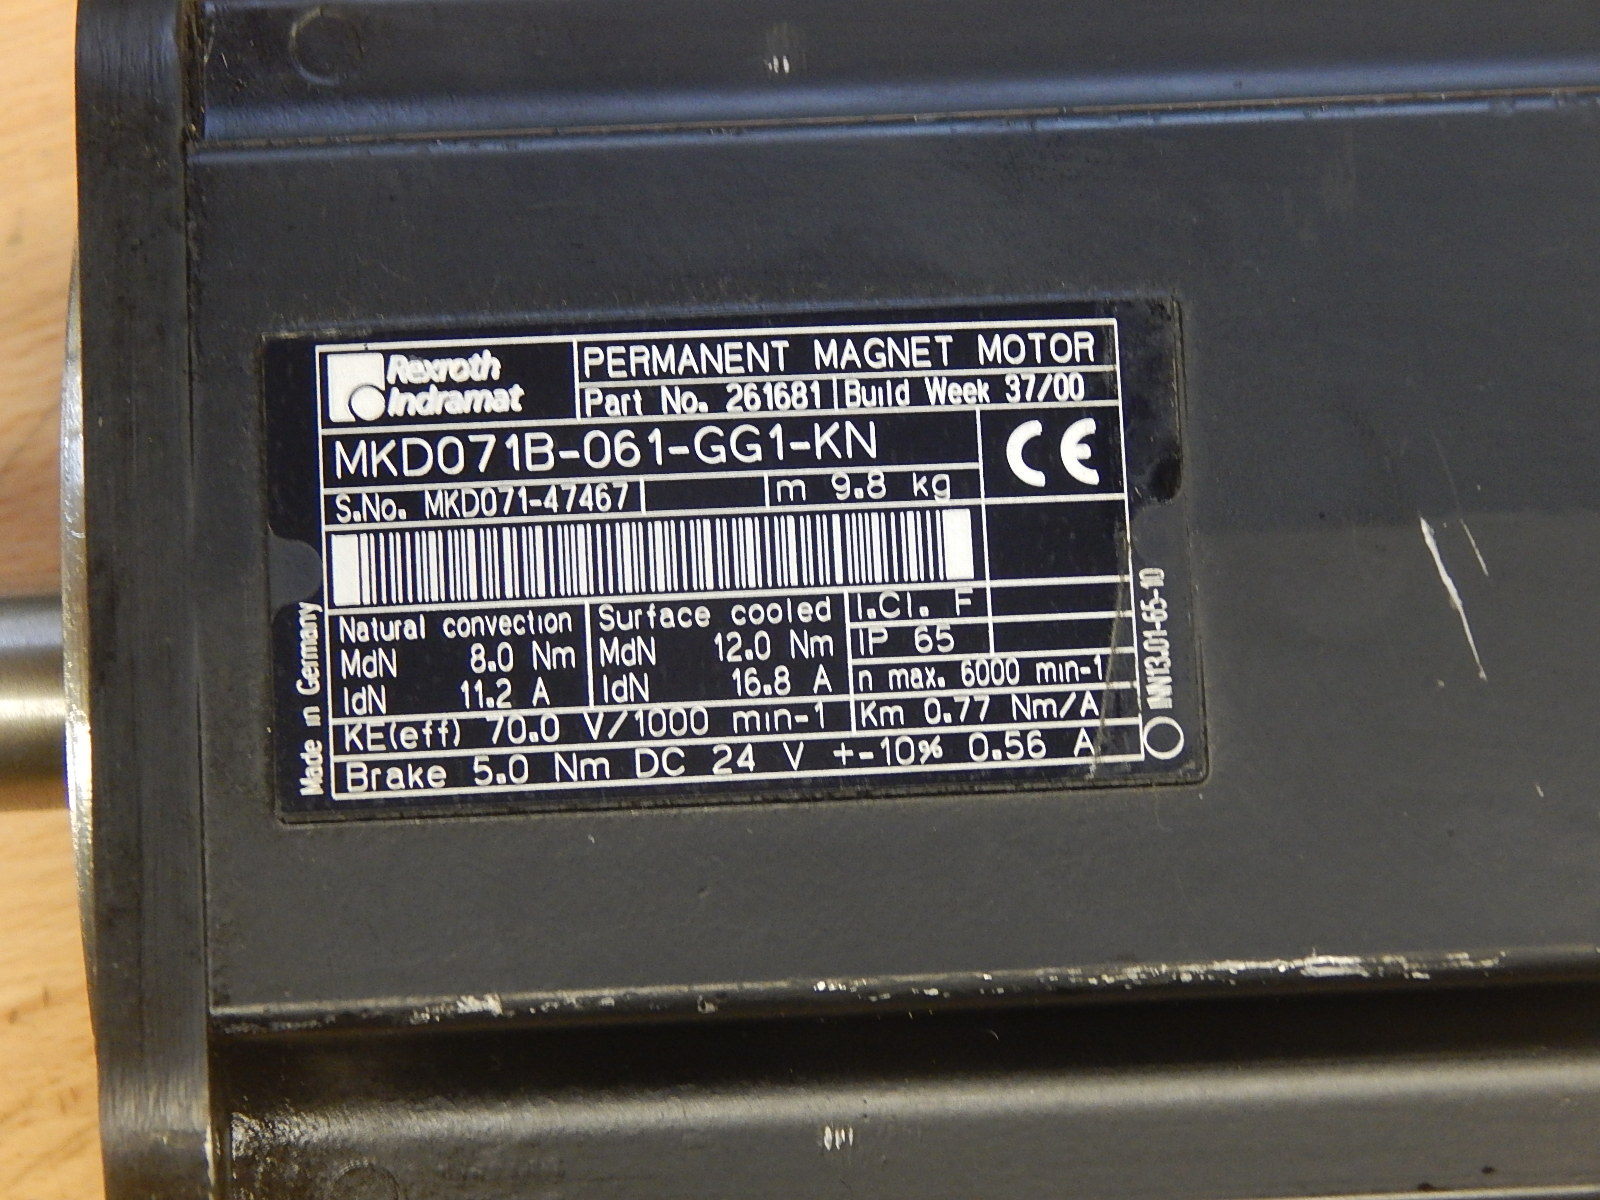 Rexroth
Indramat
PERMANENT MAGNET MOTOR
Part No. 261681 Build Week 37/00
MKD071B-061-GG1-KN
CE
S.No. MKD071-47467 m 9.8 kg
Natural convection Surface cooled I.Cl. F
MdN 8.0 Nm MdN 12.0 Nm IP 65
IdN 11.2 A IdN 16.8 A n max. 6000 min-1
KE(eff) 70.0 V/1000 min-1 Km 0.77 Nm/A
Brake 5.0 Nm DC 24 V +-10% 0.56 A
Made in Germany
INN13.01-65-10